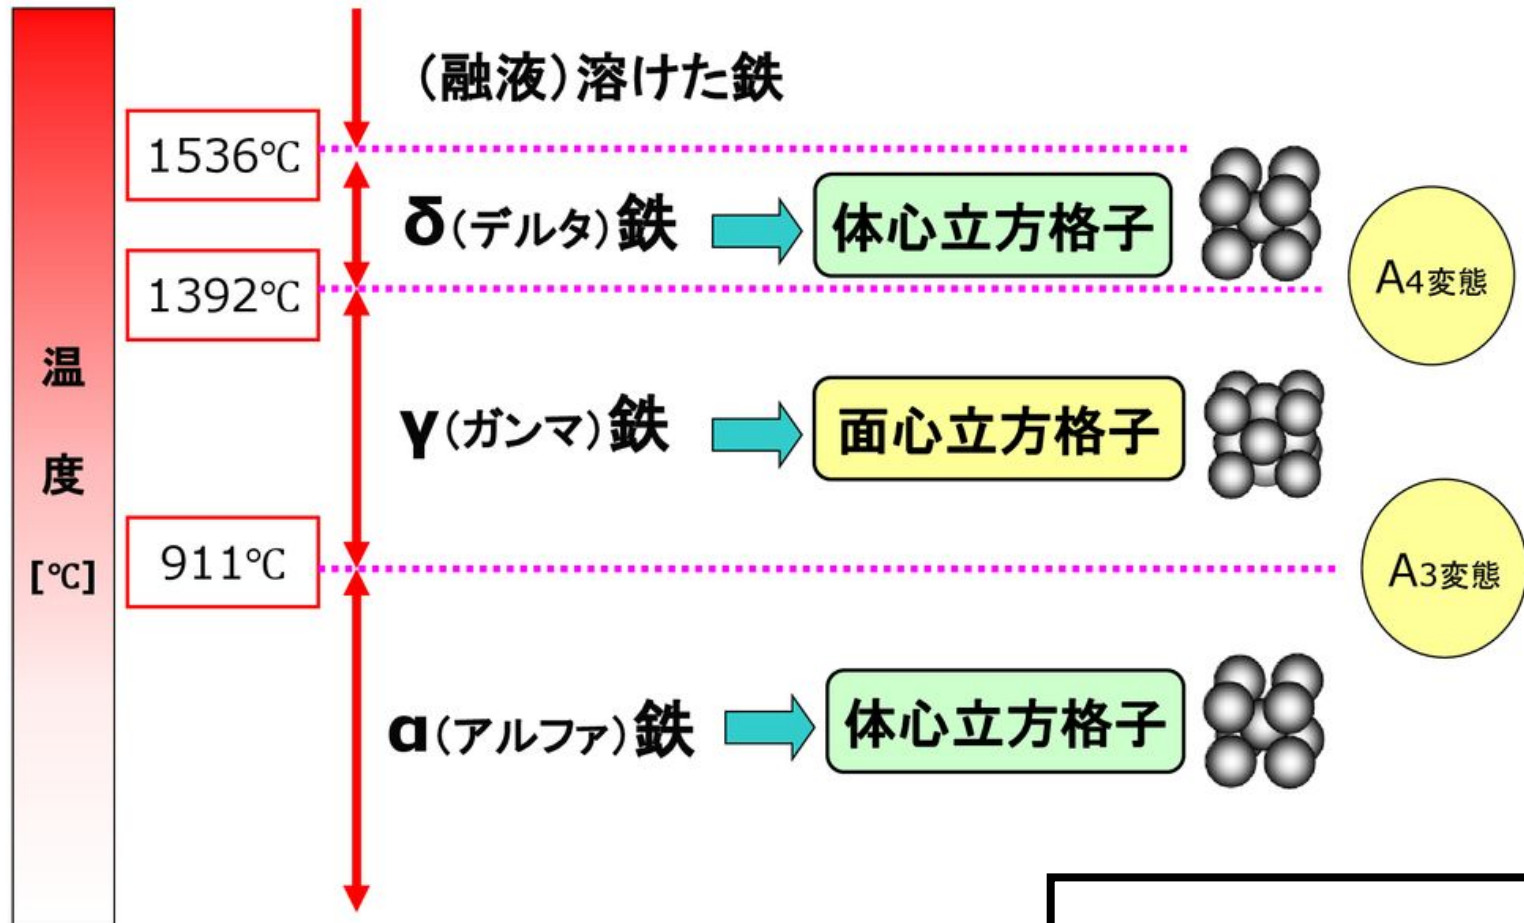 (融液)溶けた鉄
1536℃
δ(デルタ)鉄
体心立方格子
1392℃
A4変態
温度
[℃]
γ(ガンマ)鉄
面心立方格子
911℃
A3変態
α(アルファ)鉄
体心立方格子